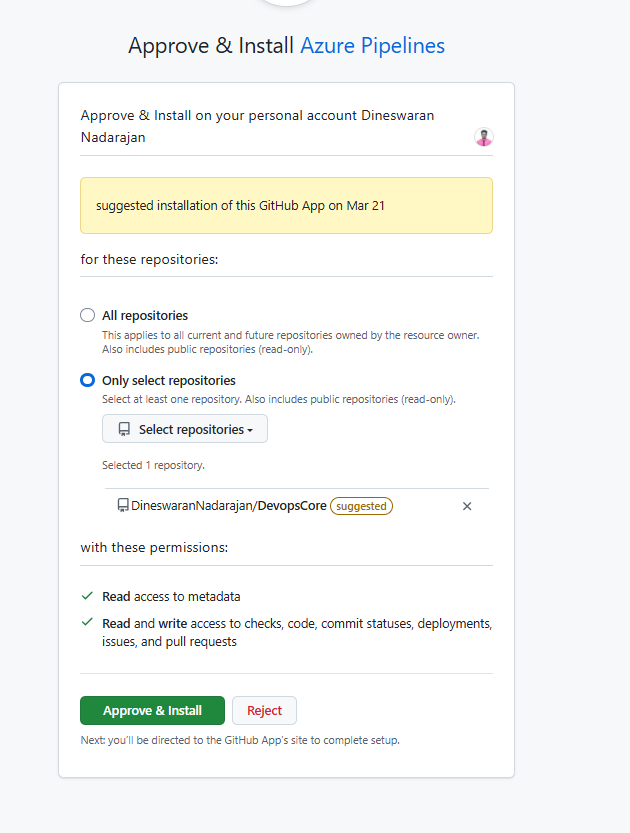 Approve & Install Azure Pipelines
Approve & Install on your personal account Dineswaran
Nadarajan
suggested installation of this GitHub App on Mar 21
for these repositories:
All repositories
This applies to all current and future repositories owned by the resource owner.
Also includes public repositories (read-only).
Only select repositories
Select at least one repository. Also includes public repositories (read-only).
Select repositories
Selected 1 repository.
DineswaranNadarajan/DevopsCore suggested
with these permissions:
Read access to metadata
Read and write access to checks, code, commit statuses, deployments,
issues, and pull requests
Approve & Install Reject
Next: you'll be directed to the GitHub App's site to complete setup.